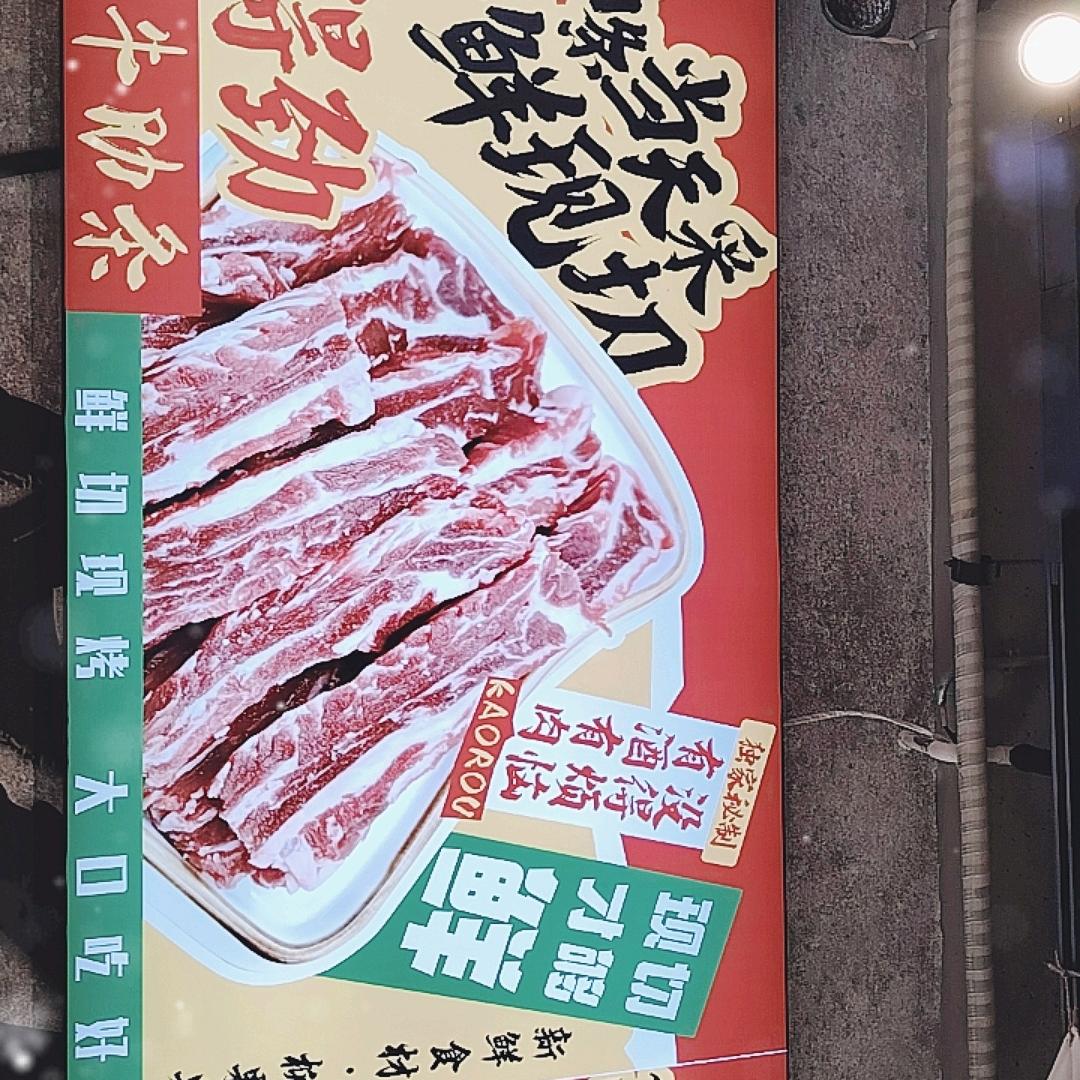 当天采
鲜现切
劲
牛肋条
独家秘制
有酒有肉
没得烦恼
KAOROU
现切
才能
鲜
新鲜食材·
鲜切现烤 大口吃好